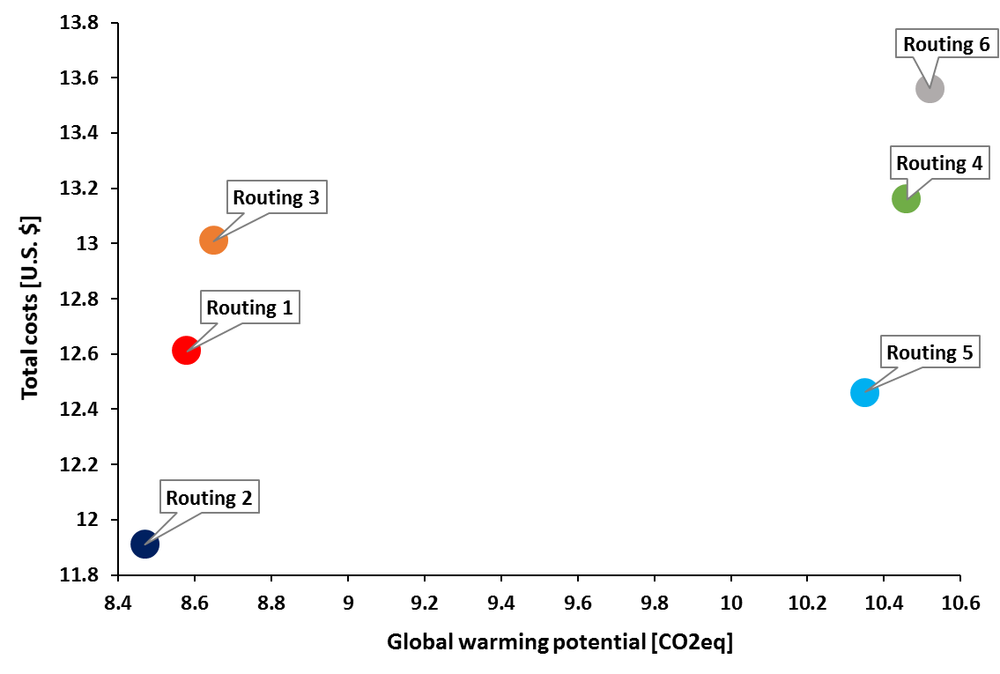 13.8
13.6
13.4
13.2
13
12.8
12.6
12.4
12.2
12
11.8
Total costs [U.S. $]
Routing 6
Routing 4
Routing 3
Routing 1
Routing 5
Routing 2
8.4 8.6 8.8 9 9.2 9.4 9.6 9.8 10 10.2 10.4 10.6
Global warming potential [CO2eq]